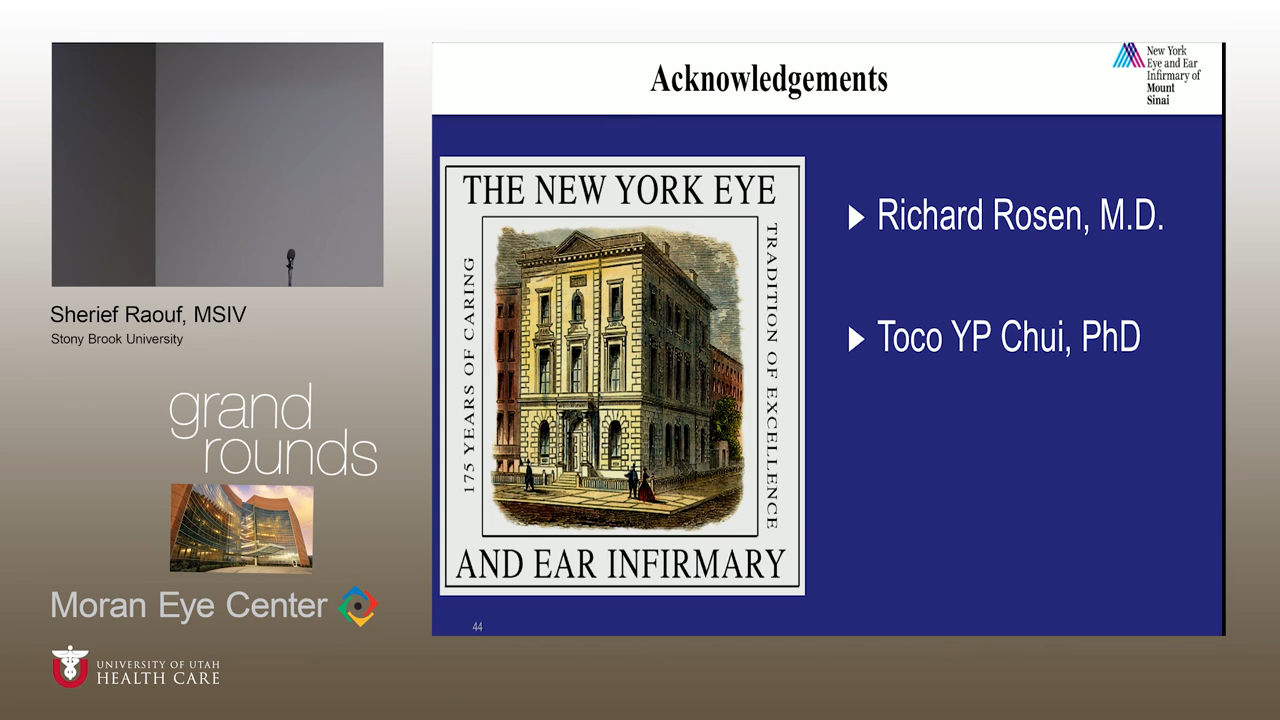 Sherief Raouf, MSIV
Stony Brook University
grand
rounds
Moran Eye Center
UNIVERSITY OF UTAH
HEALTH CARE
Acknowledgements
New York
Eye and Ear
Infirmary of
Mount
Sinai
THE NEW YORK EYE
175 YEARS OF CARING
TRADITION OF EXCELLENCE
AND EAR INFIRMARY
Richard Rosen, M.D.
Toco YP Chui, PhD
44